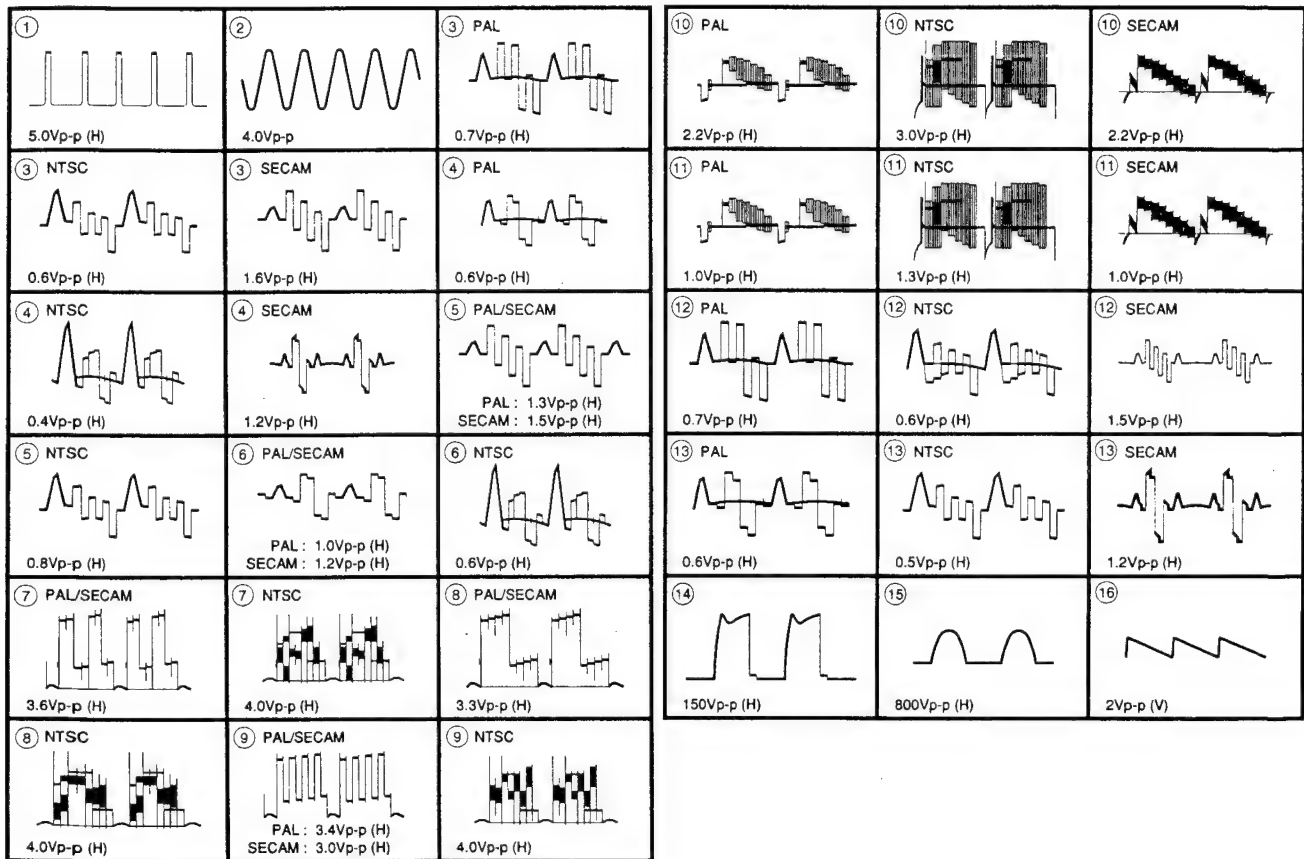 ① 
5.0Vp-p (H)
②
4.0Vp-p
③ PAL
0.7Vp-p (H)
③ NTSC
0.6Vp-p (H)
③ SECAM
1.6Vp-p (H)
④ PAL
0.6Vp-p (H)
④ NTSC
0.4Vp-p (H)
④ SECAM
1.2Vp-p (H)
⑤ PAL/SECAM
PAL : 1.3Vp-p (H)
SECAM : 1.5Vp-p (H)
⑤ NTSC
0.8Vp-p (H)
⑥ PAL/SECAM
PAL : 1.0Vp-p (H)
SECAM : 1.2Vp-p (H)
⑥ NTSC
0.6Vp-p (H)
⑦ PAL/SECAM
3.6Vp-p (H)
⑦ NTSC
4.0Vp-p (H)
⑧ PAL/SECAM
3.3Vp-p (H)
⑧ NTSC
4.0Vp-p (H)
⑨ PAL/SECAM
PAL : 3.4Vp-p (H)
SECAM : 3.0Vp-p (H)
⑨ NTSC
4.0Vp-p (H)
⑩ PAL
2.2Vp-p (H)
⑩ NTSC
3.0Vp-p (H)
⑩ SECAM
2.2Vp-p (H)
⑪ PAL
1.0Vp-p (H)
⑪ NTSC
1.3Vp-p (H)
⑪ SECAM
1.0Vp-p (H)
⑫ PAL
0.7Vp-p (H)
⑫ NTSC
0.6Vp-p (H)
⑫ SECAM
1.5Vp-p (H)
⑬ PAL
0.6Vp-p (H)
⑬ NTSC
0.5Vp-p (H)
⑬ SECAM
1.2Vp-p (H)
⑭
150Vp-p (H)
⑮
800Vp-p (H)
⑯
2Vp-p (V)